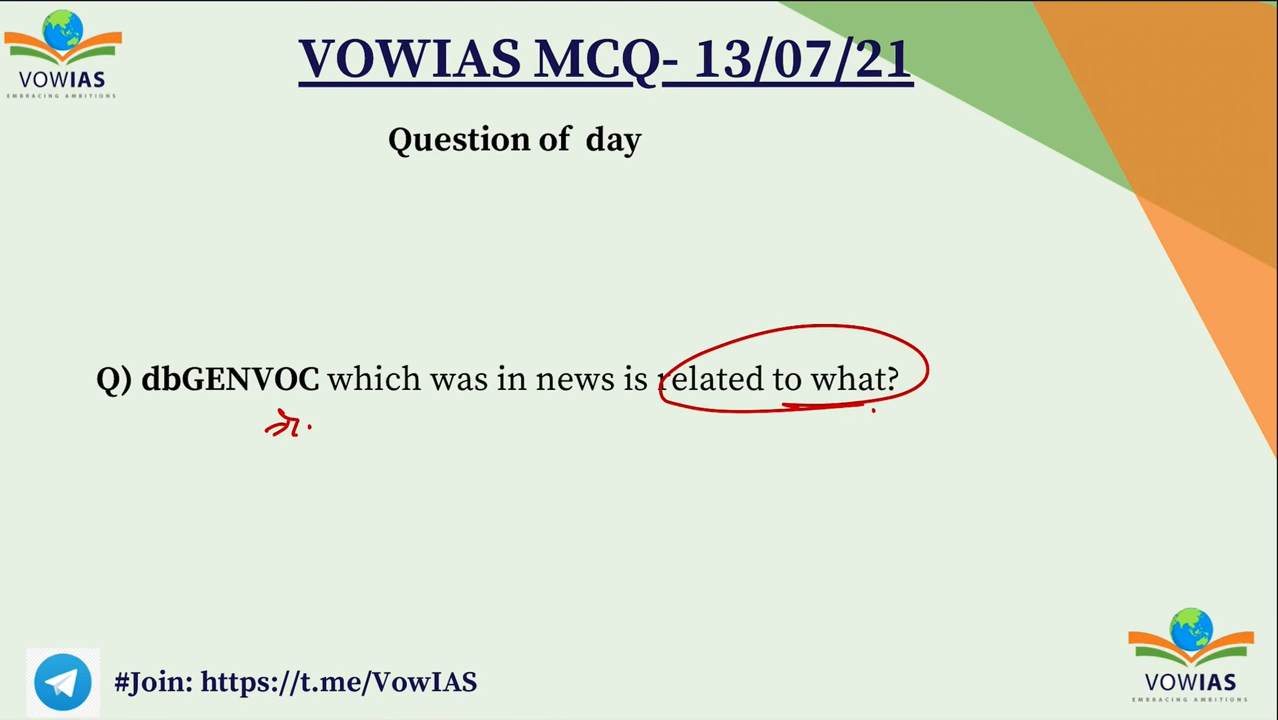 VOWIAS
EMBRACING AMBITIONS
VOWIAS MCQ- 13/07/21
Question of day
Q) dbGENVOC which was in news is related to what?
#Join: https://t.me/VowIAS
VOWIAS
EMBRACING AMBITIONS